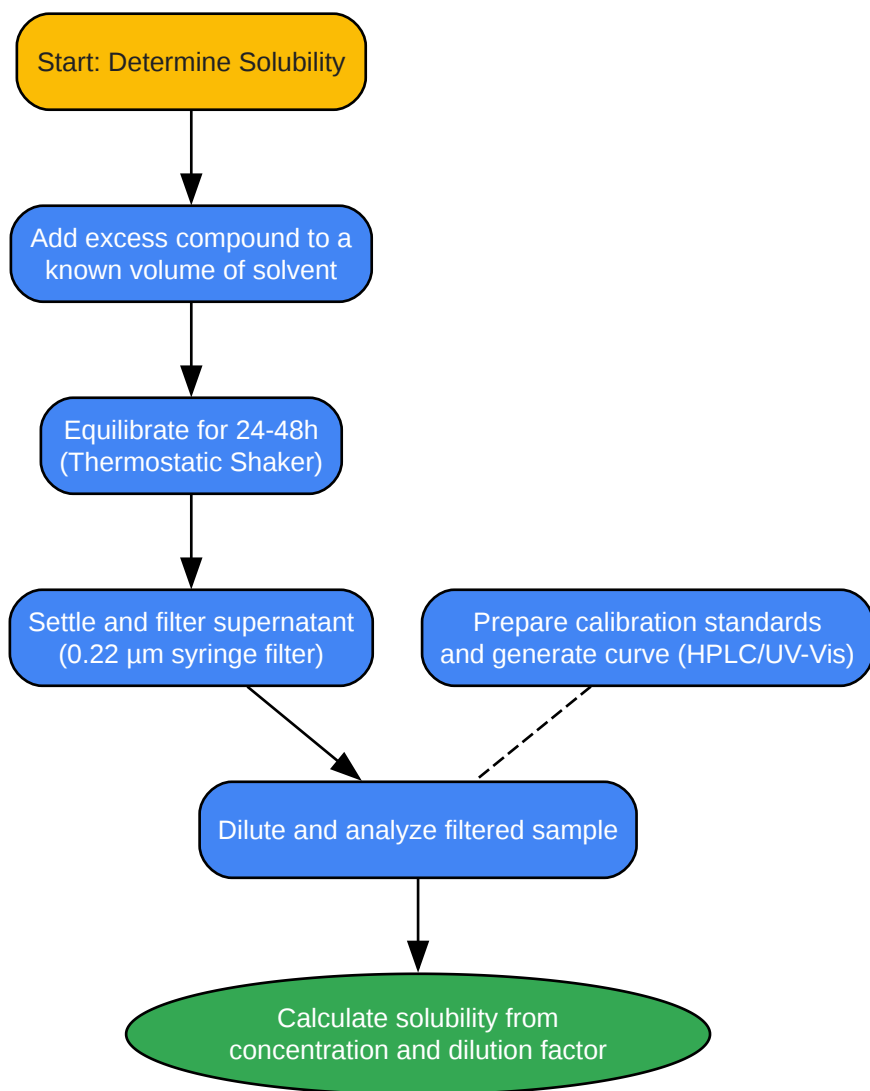 Start: Determine Solubility
Add excess compound to a
known volume of solvent
Equilibrate for 24-48h
(Thermostatic Shaker)
Settle and filter supernatant
(0.22 µm syringe filter)
Prepare calibration standards
and generate curve (HPLC/UV-Vis)
Dilute and analyze filtered sample
Calculate solubility from
concentration and dilution factor